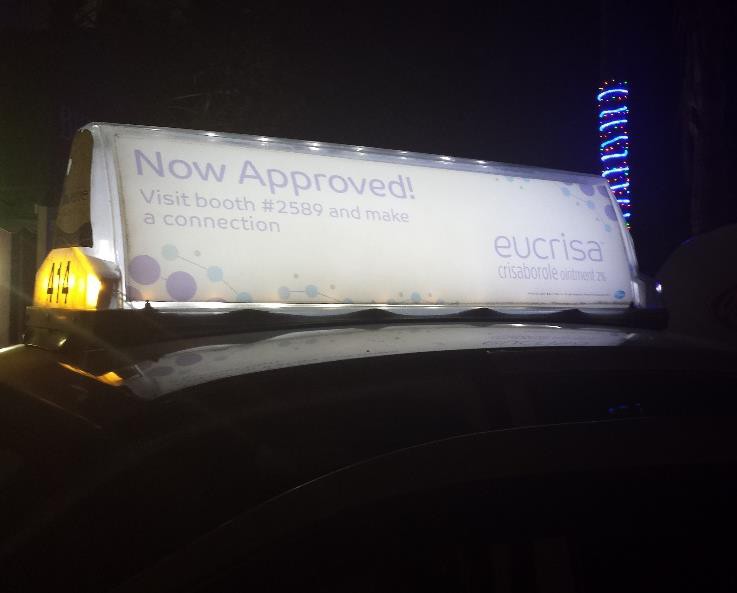 Now Approved!
Visit booth #2589 and make
a connection
eucrisa
crisaborole ointment 2%
414